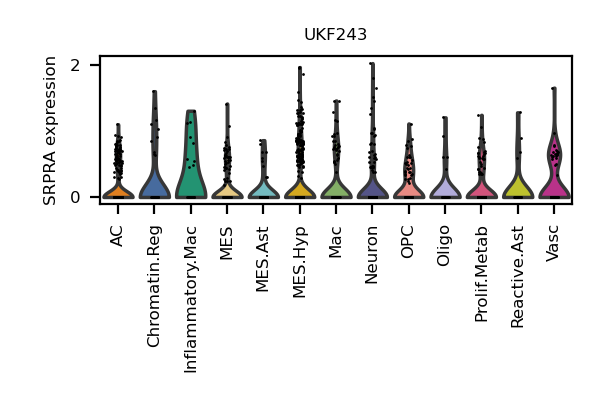 UKF243
SRPRA expression
2
0
AC
Chromatin.Reg
Inflammatory.Mac
MES
MES.Ast
MES.Hyp
Mac
Neuron
OPC
Oligo
Prolif.Metab
Reactive.Ast
Vasc